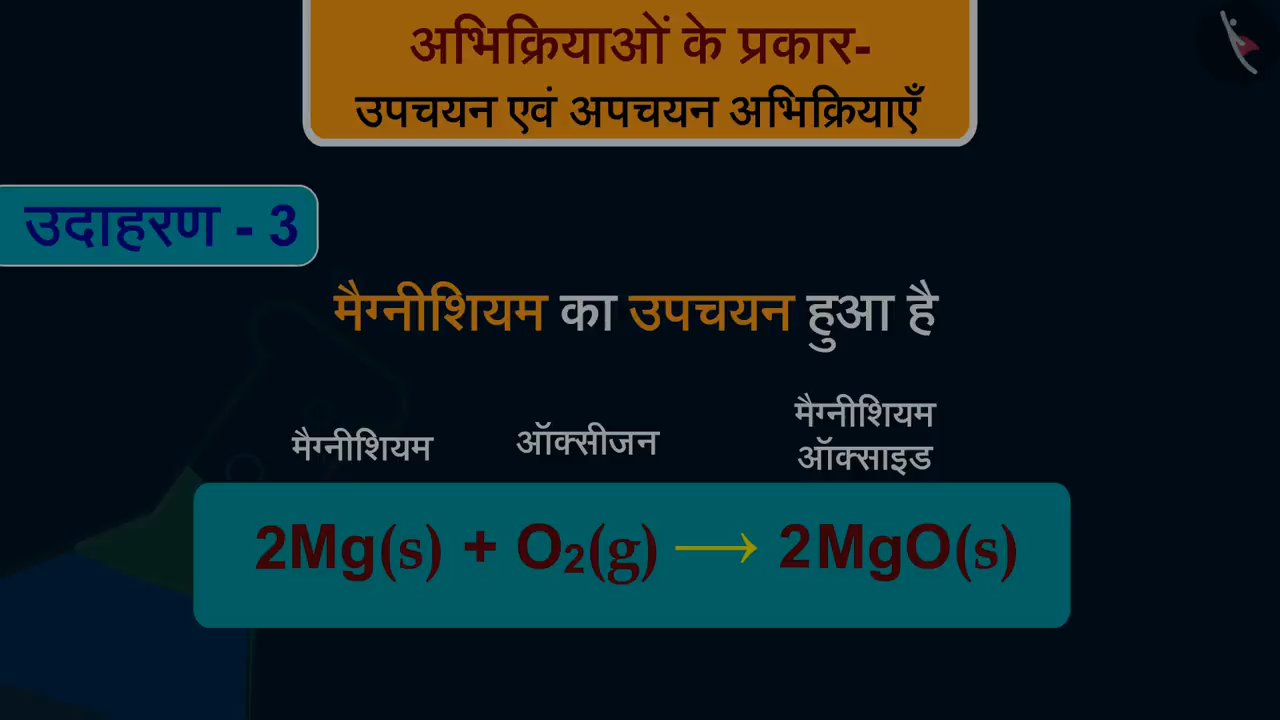 अभिक्रियाओं के प्रकार-
उपचयन एवं अपचयन अभिक्रियाएँ
उदाहरण - 3
मैग्नीशियम का उपचयन हुआ है
मैग्नीशियम ऑक्सीजन मैग्नीशियम
ऑक्साइड
2Mg(s) + O₂(g) ⟶ 2MgO(s)